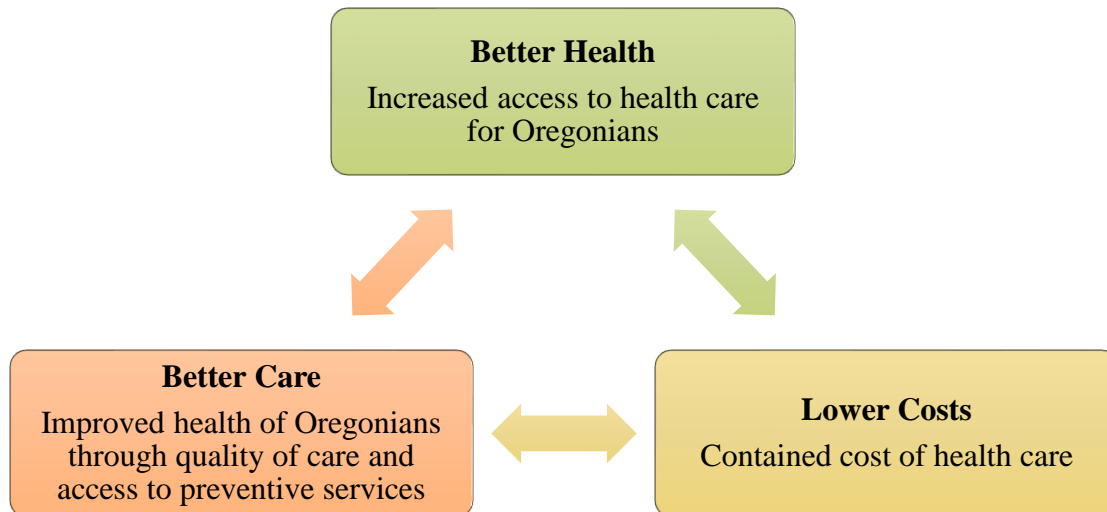 Better Health
Increased access to health care
for Oregonians
Better Care
Improved health of Oregonians
through quality of care and
access to preventive services
Lower Costs
Contained cost of health care